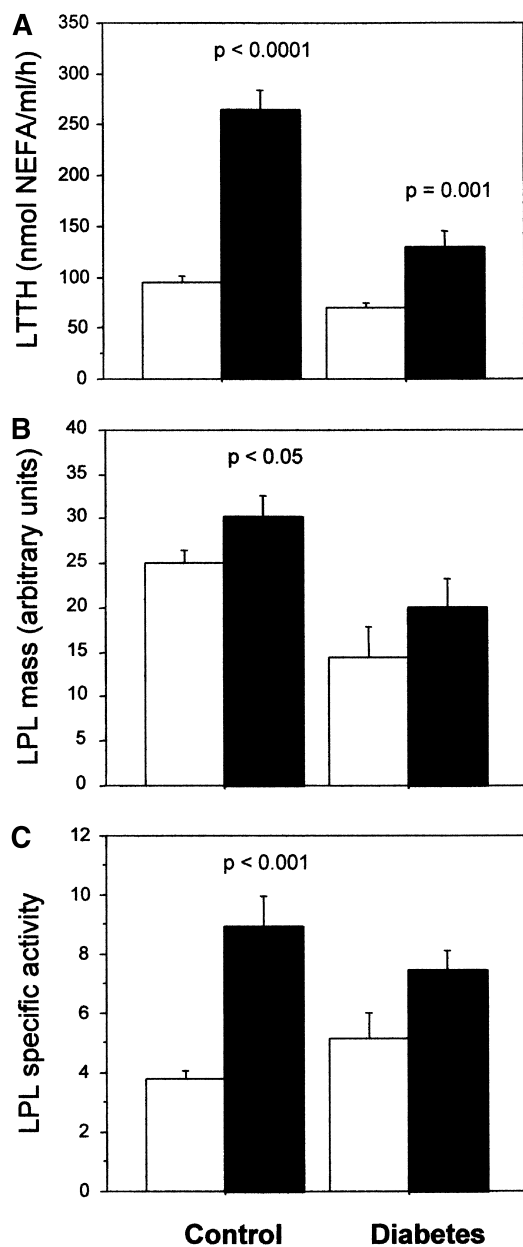 A
LTTH (nmol NEFA/ml/h)
350
300
250
200
150
100
50
0
p < 0.0001
p = 0.001
B
LPL mass (arbitrary units)
40
35
30
25
20
15
10
5
0
p < 0.05
C
LPL specific activity
12
10
8
6
4
2
0
p < 0.001
Control
Diabetes